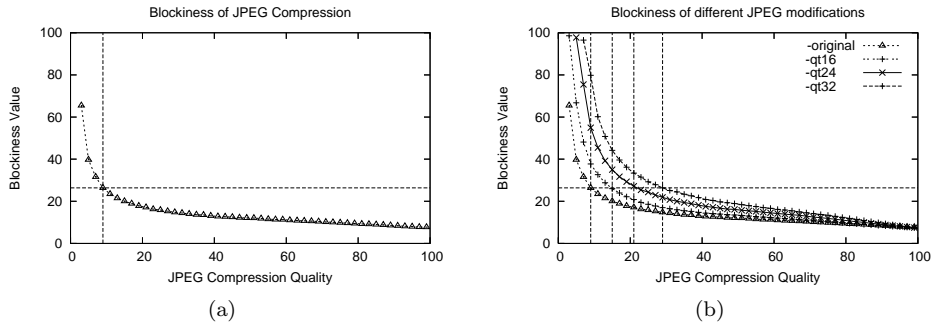 Blockiness of JPEG Compression
100
80
60
40
20
0
0 20 40 60 80 100
Blockiness Value
JPEG Compression Quality
(a)
Blockiness of different JPEG modifications
-original
-qt16
-qt24
-qt32
100
80
60
40
20
0
0 20 40 60 80 100
Blockiness Value
JPEG Compression Quality
(b)